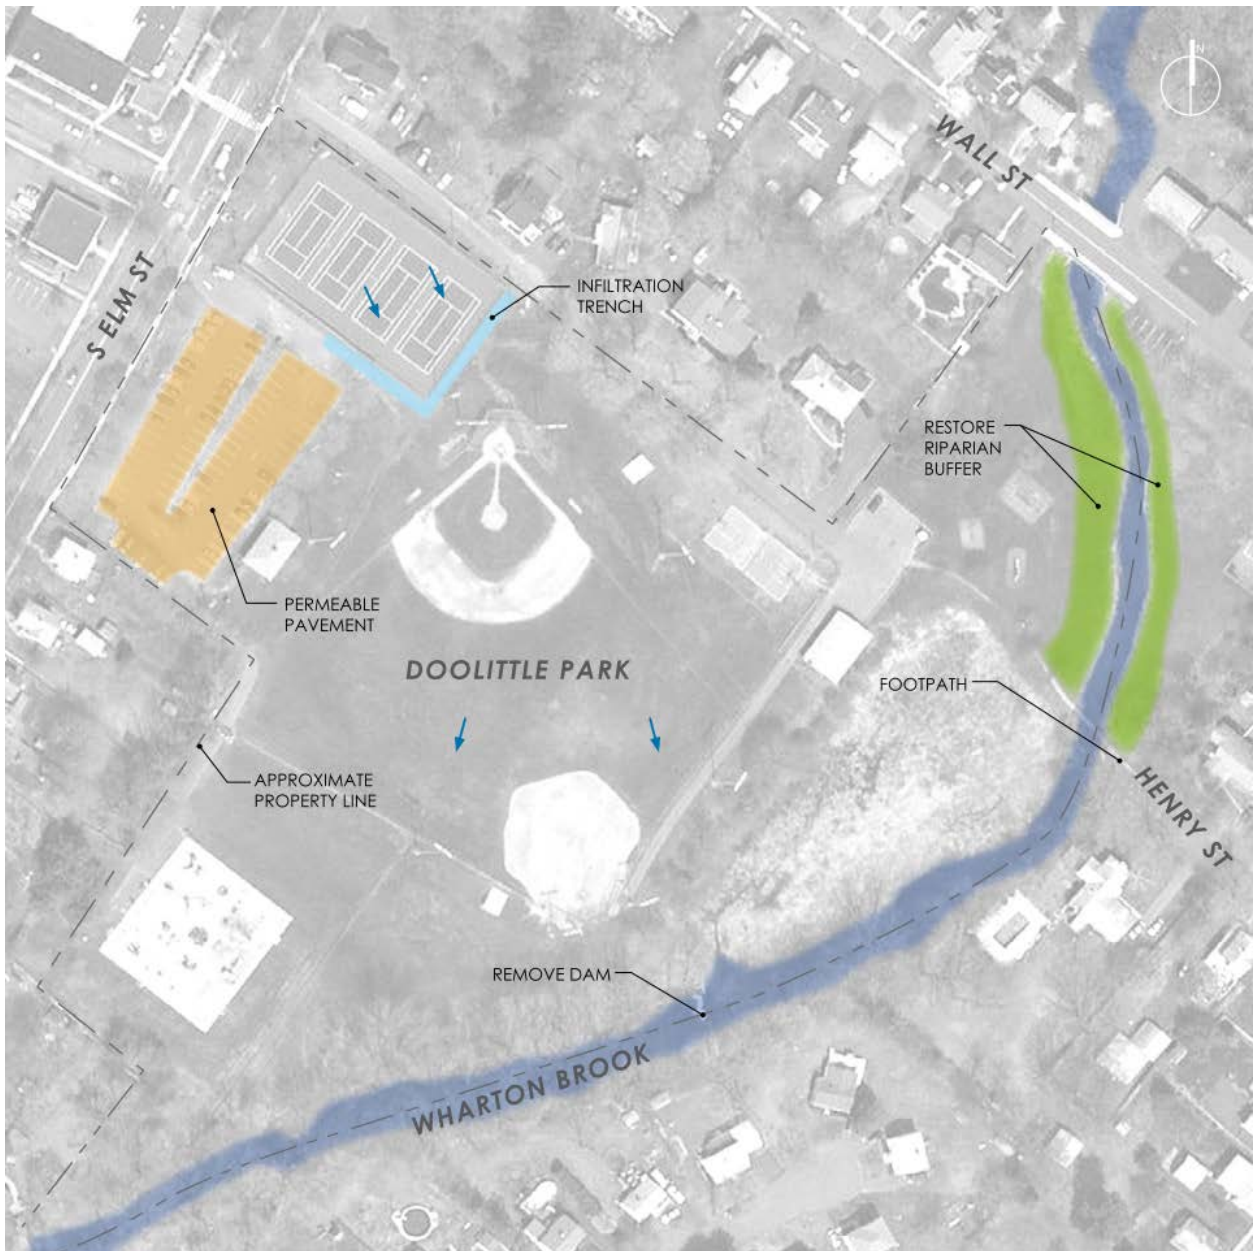 N
WALL ST
S ELM ST
INFILTRATION
TRENCH
RESTORE
RIPARIAN
BUFFER
PERMEABLE
PAVEMENT
DOOLITTLE PARK
FOOTPATH
APPROXIMATE
PROPERTY LINE
HENRY ST
REMOVE DAM
WHARTON BROOK